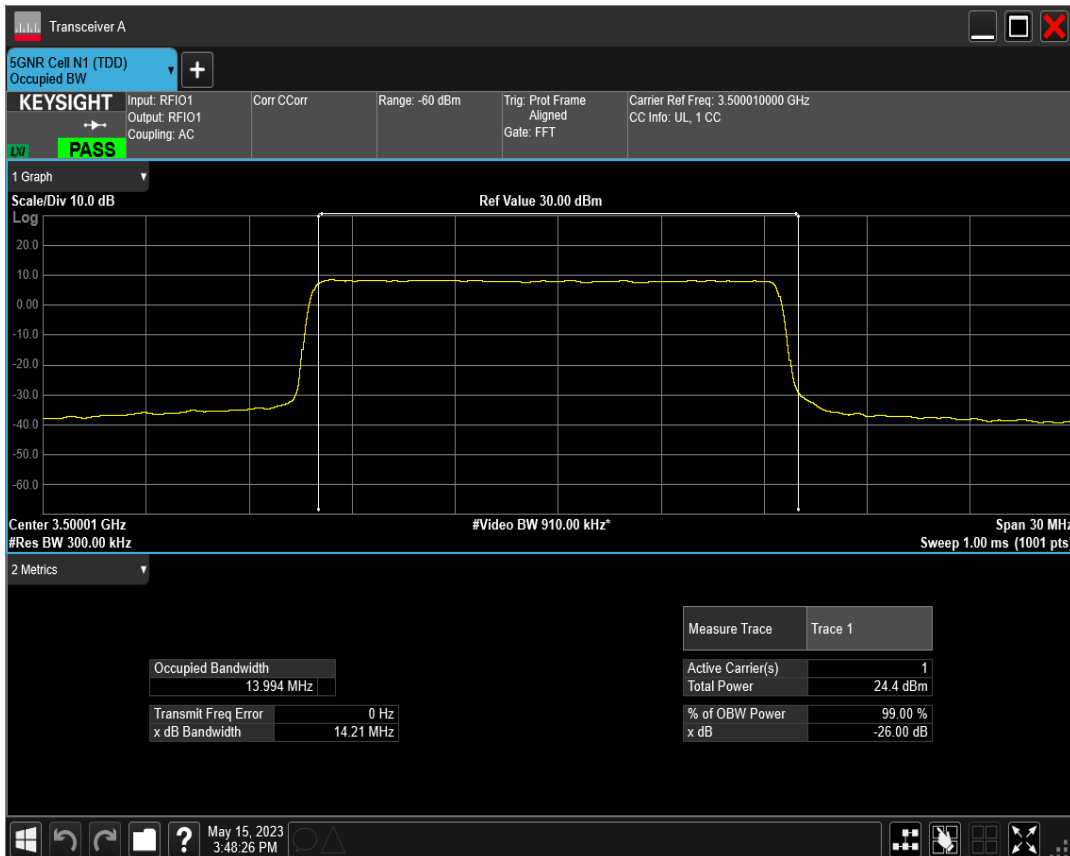 Transceiver A
5GNR Cell N1 (TDD)
Occupied BW
+
KEYSIGHT
LXI
PASS
Input: RFIO1
Output: RFIO1
Coupling: AC
Corr CCorr
Range: -60 dBm
Trig: Prot Frame
Aligned
Gate: FFT
Carrier Ref Freq: 3.500010000 GHz
CC Info: UL, 1 CC
1 Graph
Scale/Div 10.0 dB
Ref Value 30.00 dBm
Log
20.0
10.0
0.00
-10.0
-20.0
-30.0
-40.0
-50.0
-60.0
Center 3.50001 GHz
#Video BW 910.00 kHz*
Span 30 MHz
#Res BW 300.00 kHz
Sweep 1.00 ms (1001 pts)
2 Metrics
Measure Trace Trace 1
Occupied Bandwidth
13.994 MHz
Active Carrier(s) 1
Total Power 24.4 dBm
Transmit Freq Error 0 Hz
x dB Bandwidth 14.21 MHz
% of OBW Power 99.00 %
x dB -26.00 dB
?
May 15, 2023
3:48:26 PM